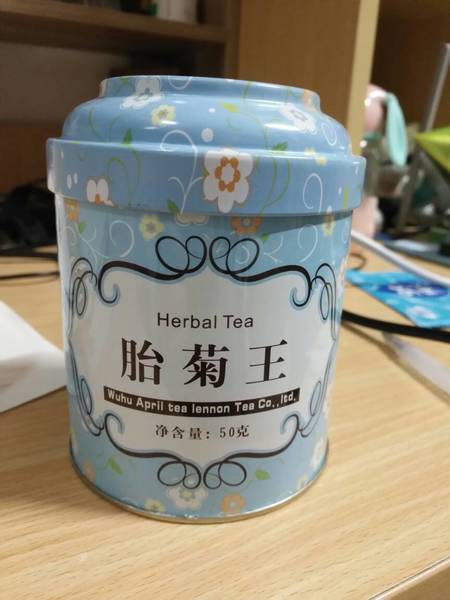 Herbal Tea
胎菊王
Wuhu April tea lennon Tea Co.,ltd.
净含量：50克